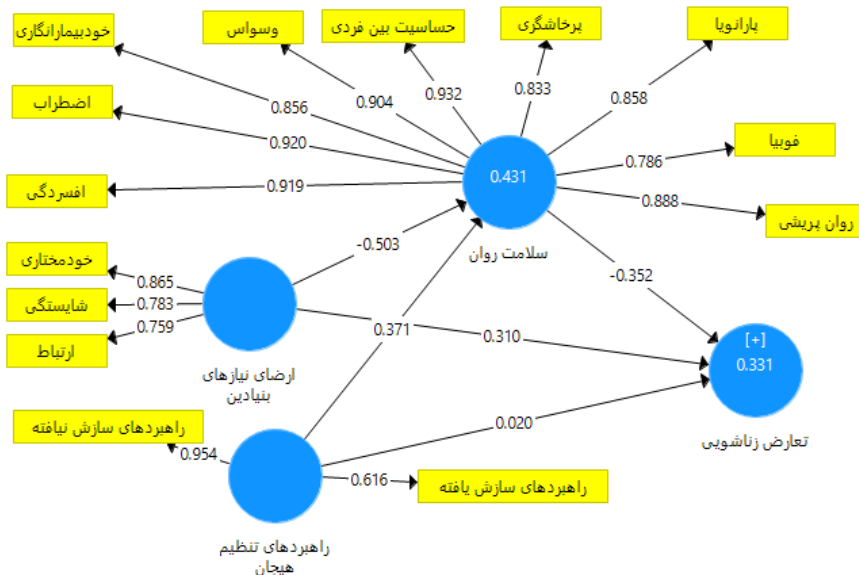 خودبیمارانگاری
وسواس
حساسیت بین فردی
پرخاشگری
پارانویا
اضطراب
افسردگی
فوبیا
روان پریشی
0.856
0.904
0.932
0.833
0.858
0.920
0.919
0.786
0.888
0.431
سلامت روان
خودمختاری
شایستگی
ارتباط
0.865
0.783
0.759
-0.503
-0.352
0.371
0.310
0.020
ارضای نیازهای
بنیادین
[+]
0.331
تعارض زناشویی
راهبردهای سازش نیافته
0.954
0.616
راهبردهای سازش یافته
راهبردهای تنظیم
هیجان